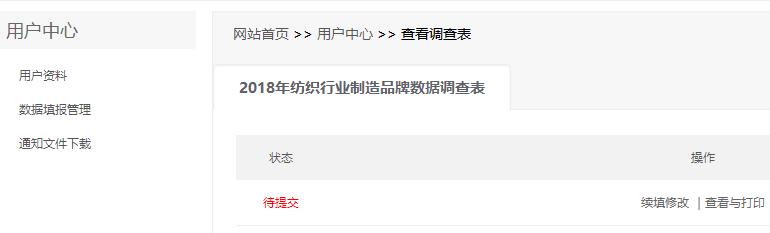 用户中心
用户资料
数据填报管理
通知文件下载
网站首页 >> 用户中心 >> 查看调查表
2018年纺织行业制造品牌数据调查表
状态 操作
待提交 续填修改 | 查看与打印